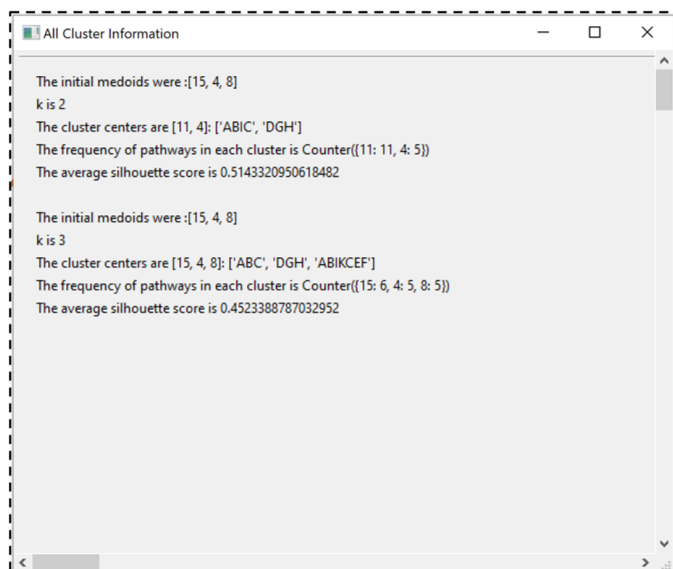 All Cluster Information
The initial medoids were :[15, 4, 8]
k is 2
The cluster centers are [11, 4]: ['ABIC', 'DGH']
The frequency of pathways in each cluster is Counter({11: 11, 4: 5})
The average silhouette score is 0.5143320950618482
The initial medoids were :[15, 4, 8]
k is 3
The cluster centers are [15, 4, 8]: ['ABC', 'DGH', 'ABIKCEF']
The frequency of pathways in each cluster is Counter({15: 6, 4: 5, 8: 5})
The average silhouette score is 0.4523388787032952